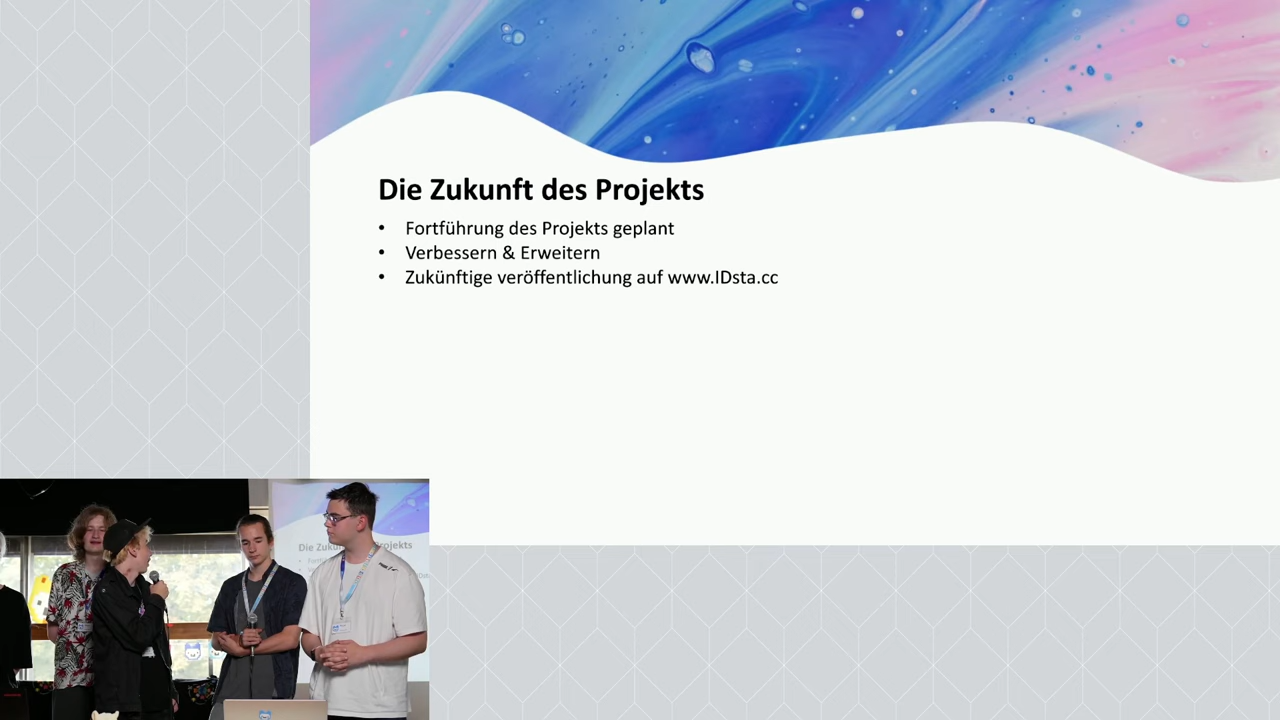 Die Zukunft des Projekts
• Fortführung des Projekts geplant
• Verbessern & Erweitern
• Zukünftige veröffentlichung auf www.IDsta.cc